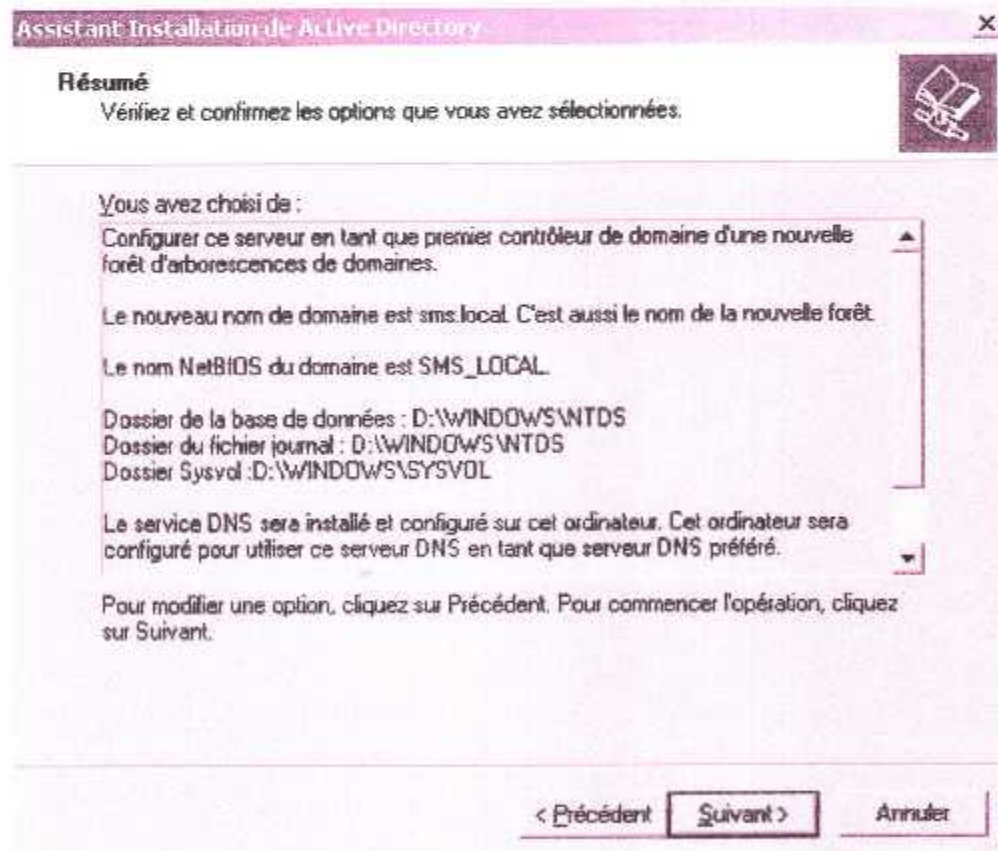 Assistant Installation de Active Directory
Résumé
Vérifiez et confirmez les options que vous avez sélectionnées.
Vous avez choisi de :
Configurer ce serveur en tant que premier contrôleur de domaine d'une nouvelle
forêt d'arborescences de domaines.
Le nouveau nom de domaine est sms.local. C'est aussi le nom de la nouvelle forêt.
Le nom NetBIOS du domaine est SMS_LOCAL.
Dossier de la base de données : D:\WINDOWS\NTDS
Dossier du fichier journal : D:\WINDOWS\NTDS
Dossier Sysvol :D:\WINDOWS\SYSVOL
Le service DNS sera installé et configuré sur cet ordinateur. Cet ordinateur sera
configuré pour utiliser ce serveur DNS en tant que serveur DNS préféré.
Pour modifier une option, cliquez sur Précédent. Pour commencer l'opération, cliquez
sur Suivant.
< Précédent Suivant > Annuler